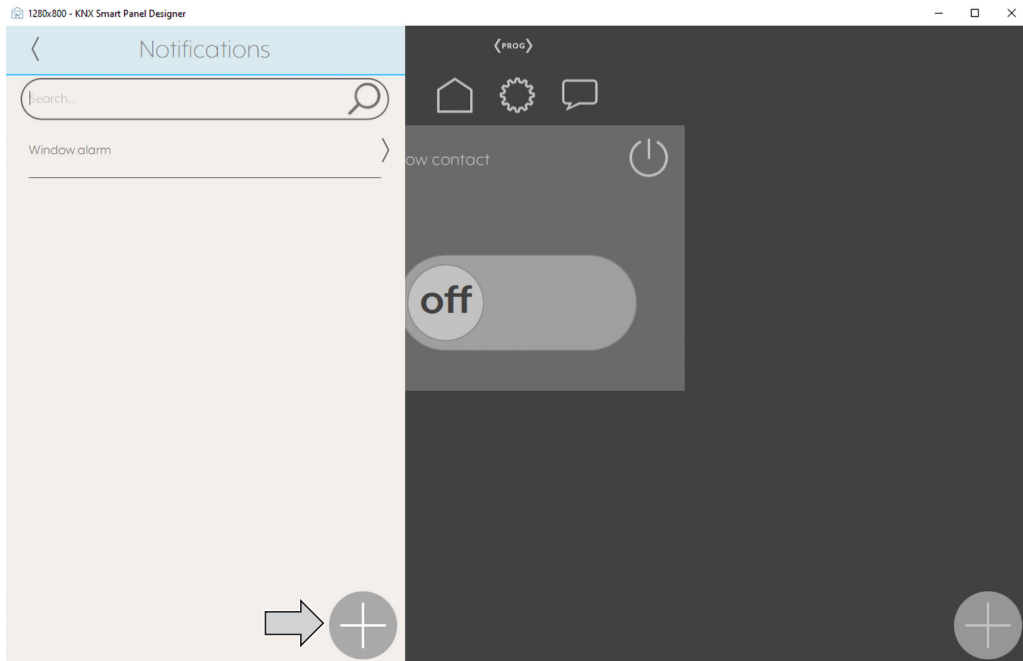 1280x800 - KNX Smart Panel Designer
Notifications
⟨PROG⟩
Search...
Window alarm
ow contact
off